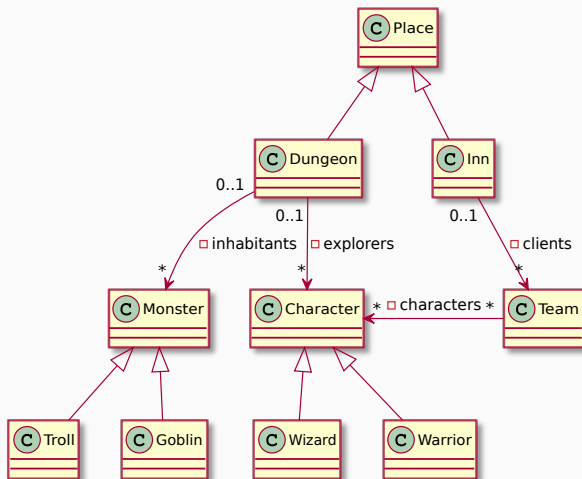 C Place
C Dungeon
C Inn
0..1
0..1
0..1
inhabitants
explorers
clients
*
*
*
C Monster
C Character
* characters *
C Team
C Troll
C Goblin
C Wizard
C Warrior